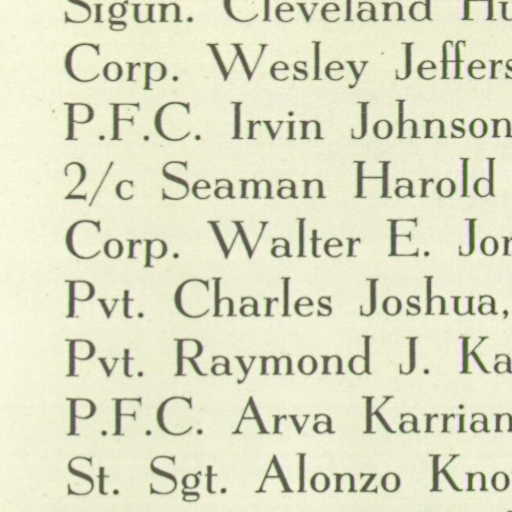 Sigun. Cleveland Hu
Corp. Wesley Jeffers
P.F.C. Irvin Johnson
2/c Seaman Harold
Corp. Walter E. Jor
Pvt. Charles Joshua,
Pvt. Raymond J. Ka
P.F.C. Arva Karrian
St. Sgt. Alonzo Kno